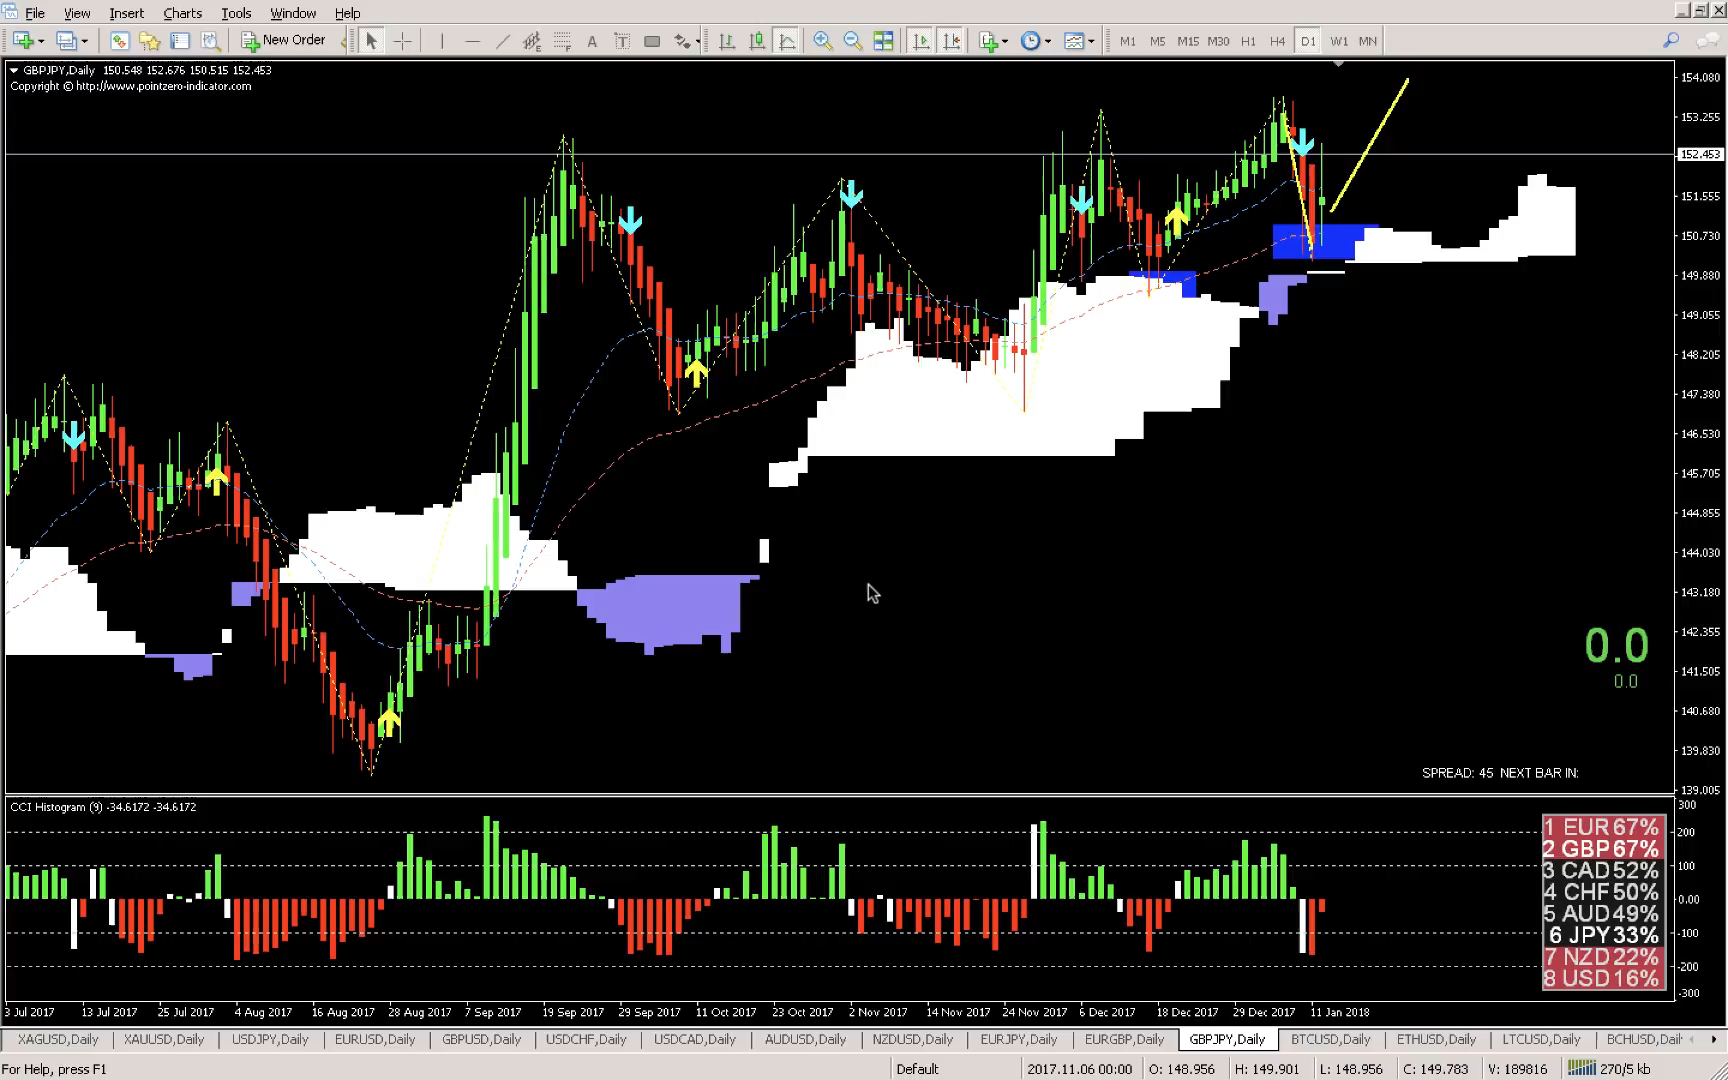 File View Insert Charts Tools Window Help
New Order A T M1 M5 M15 M30 H1 H4 D1 W1 MN
GBPJPY,Daily 150.548 152.676 150.515 152.453
Copyright © http://www.pointzero-indicator.com
154.080
153.255
152.453
151.555
150.730
149.880
149.055
148.205
147.380
146.530
145.705
144.855
144.030
143.180
142.355
141.505
140.680
139.830
139.005
0.0
0.0
SPREAD: 45 NEXT BAR IN:
CCI Histogram (9) -34.6172 -34.6172
300
200
100
0.00
-100
-200
-300
1 EUR 67%
2 GBP 67%
3 CAD 52%
4 CHF 50%
5 AUD 49%
6 JPY 33%
7 NZD 22%
8 USD 16%
3 Jul 2017 13 Jul 2017 25 Jul 2017 4 Aug 2017 16 Aug 2017 28 Aug 2017 7 Sep 2017 19 Sep 2017 29 Sep 2017 11 Oct 2017 23 Oct 2017 2 Nov 2017 14 Nov 2017 24 Nov 2017 6 Dec 2017 18 Dec 2017 29 Dec 2017 11 Jan 2018
XAGUSD,Daily XAUUSD,Daily USDJPY,Daily EURUSD,Daily GBPUSD,Daily USDCHF,Daily USDCAD,Daily AUDUSD,Daily NZDUSD,Daily EURJPY,Daily EURGBP,Daily GBPJPY,Daily BTCUSD,Daily ETHUSD,Daily LTCUSD,Daily BCHUSD,Dail
For Help, press F1 Default 2017.11.06 00:00 O: 148.956 H: 149.901 L: 148.956 C: 149.783 V: 189816 270/5 kb